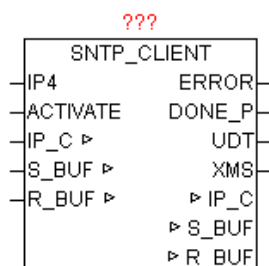 ???
SNTP_CLIENT
IP4 ERROR
ACTIVATE DONE_P
IP_C ▷ UDT
S_BUF ▷ XMS
R_BUF ▷ ▷ IP_C
▷ S_BUF
▷ R_BUF